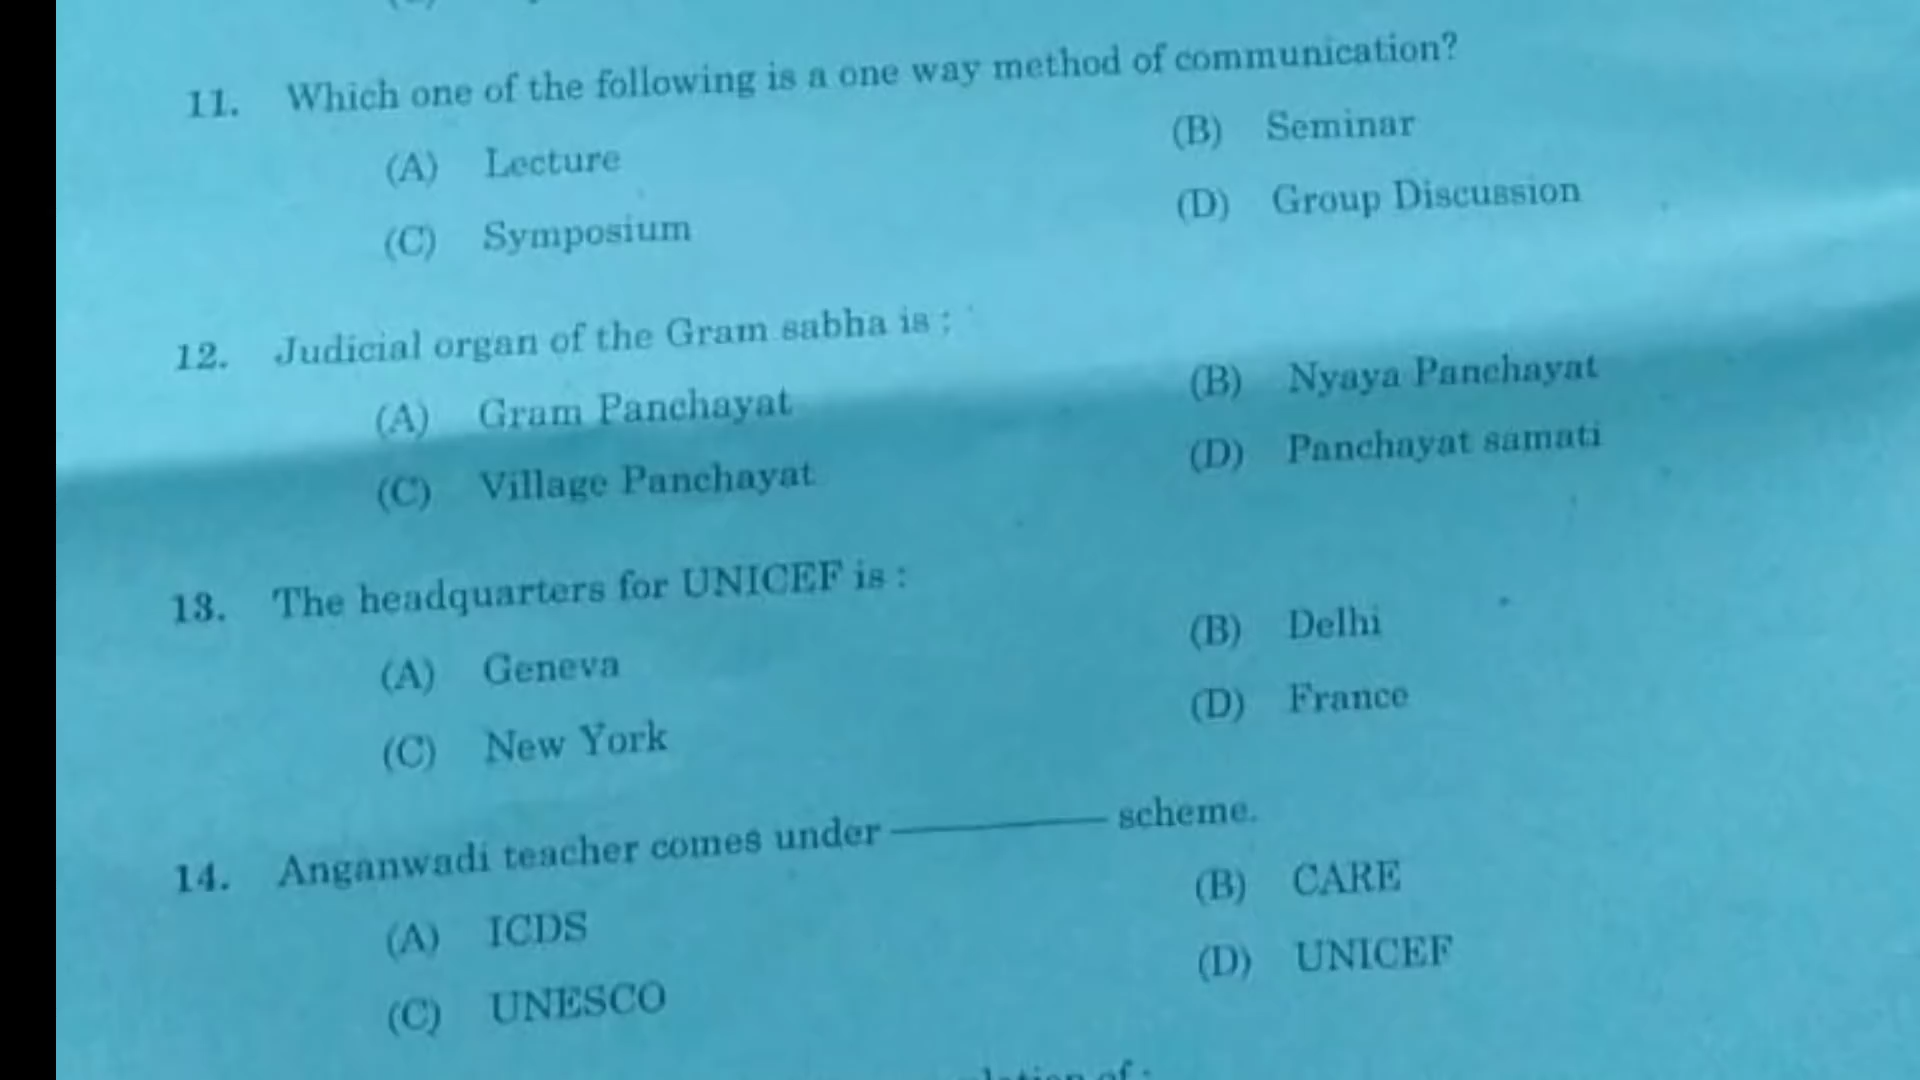 11. Which one of the following is a one way method of communication?
(A) Lecture
(B) Seminar
(C) Symposium
(D) Group Discussion
12. Judicial organ of the Gram sabha is :
(A) Gram Panchayat
(B) Nyaya Panchayat
(C) Village Panchayat
(D) Panchayat samati
13. The headquarters for UNICEF is :
(A) Geneva
(B) Delhi
(C) New York
(D) France
14. Anganwadi teacher comes under ———— scheme.
(A) ICDS
(B) CARE
(C) UNESCO
(D) UNICEF
of :